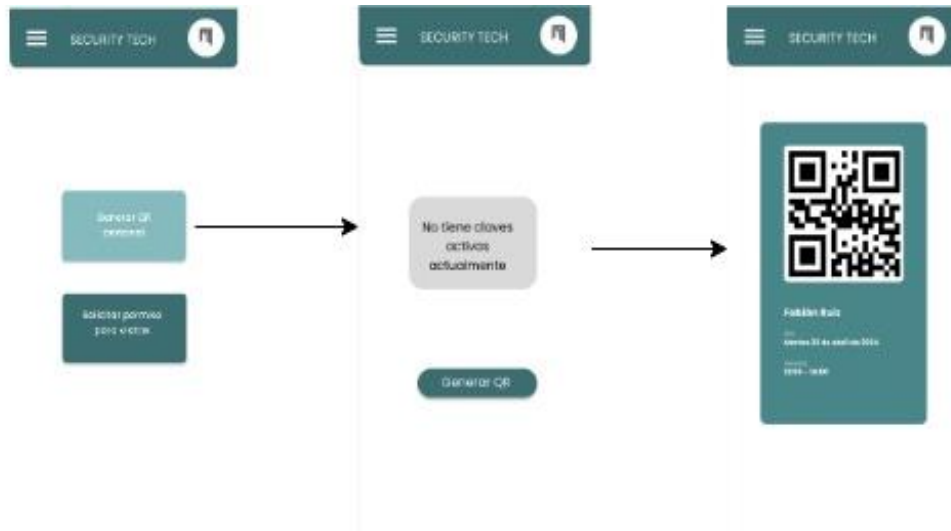 SECURITY TECH
Generar QR
personal
Solicitar permiso
para visitas
SECURITY TECH
No tiene claves
activas
actualmente
Generar QR
SECURITY TECH
Fabián Ruiz